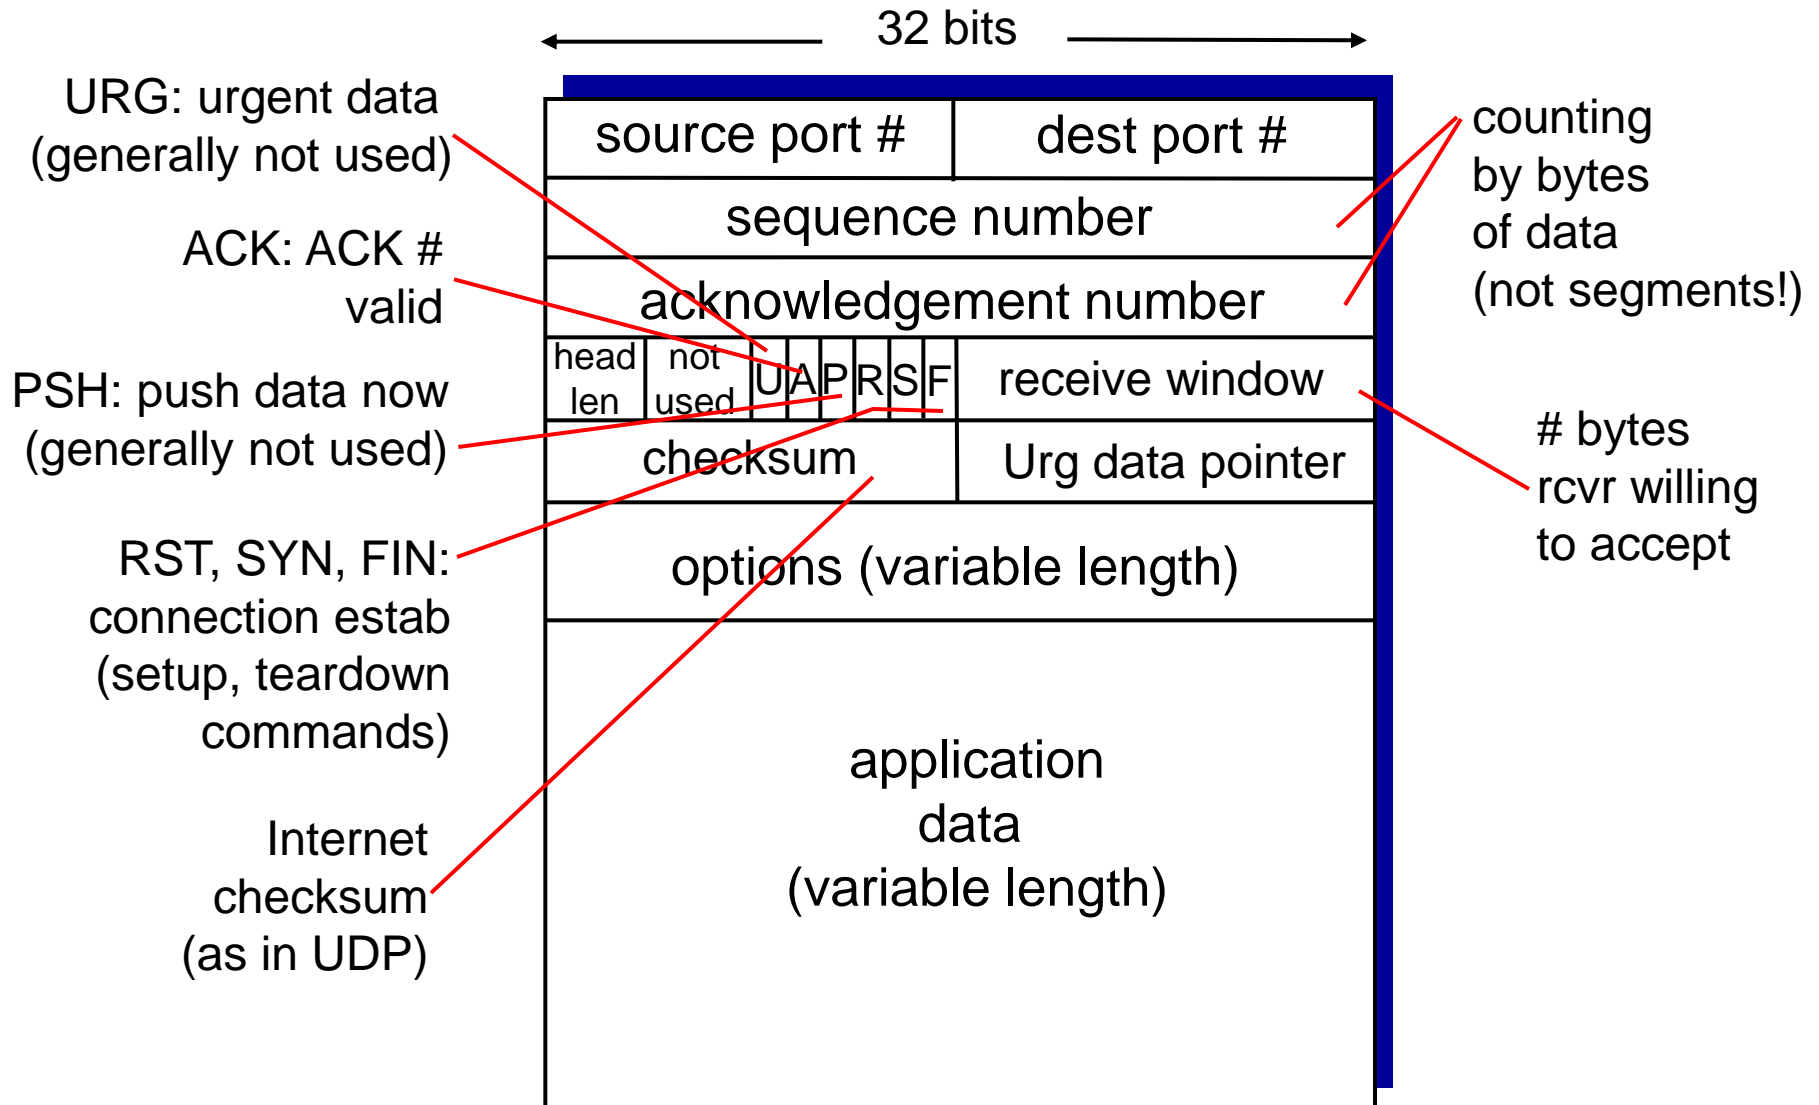 32 bits
URG: urgent data
(generally not used)
ACK: ACK #
valid
PSH: push data now
(generally not used)
RST, SYN, FIN:
connection estab
(setup, teardown
commands)
Internet
checksum
(as in UDP)
source port #
dest port #
sequence number
acknowledgement number
head
len
not
used
U
A
P
R
S
F
receive window
checksum
Urg data pointer
options (variable length)
application
data
(variable length)
counting
by bytes
of data
(not segments!)
# bytes
rcvr willing
to accept